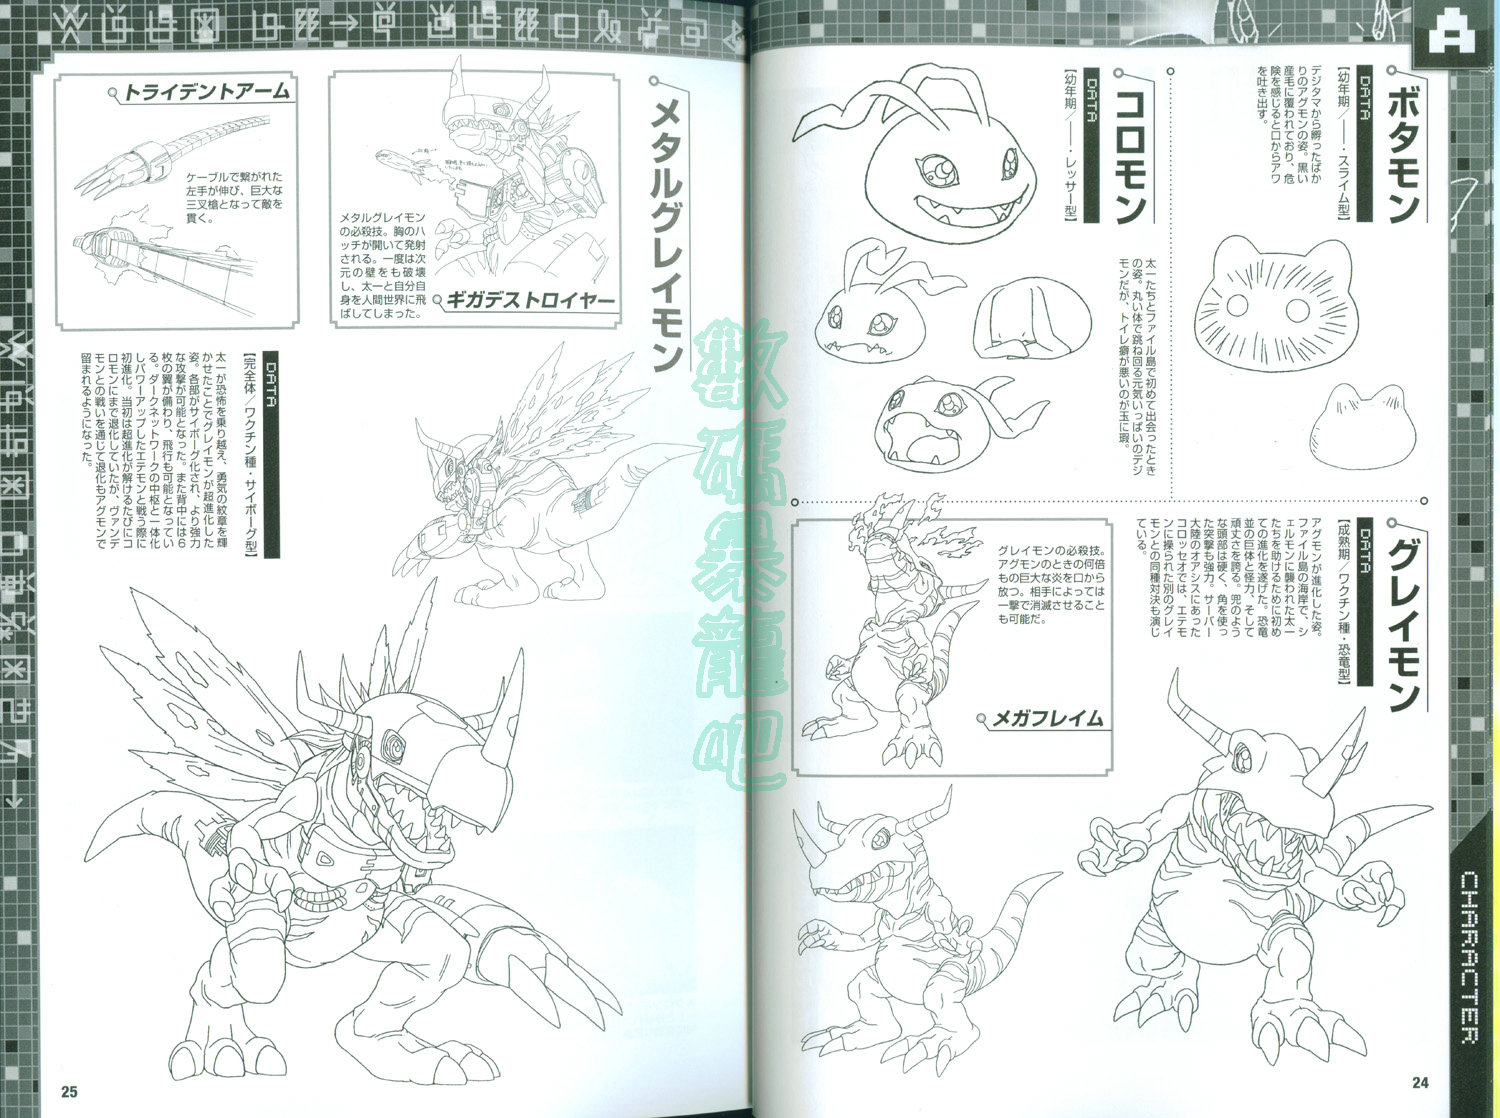 A
ボタモン
DATA
【幼年期／――・スライム型】
デジタマから孵ったばか
りのアグモンの姿。黒い
産毛に覆われており、危
険を感じると口からアワ
を吐き出す。
コロモン
DATA
【幼年期／――・レッサー型】
太一たちとファイル島で初めて出会ったとき
の姿。丸い体で跳ね回る元気いっぱいのデジ
モンだが、トイレ癖が悪いのが玉に瑕。
グレイモン
DATA
【成熟期／ワクチン種・恐竜型】
アグモンが進化した姿。
ファイル島の海岸で、シ
ェルモンに襲われた太一
たちを助けるために初め
ての進化を遂げた。恐竜
並の巨体と怪力、そして
頑丈さを誇る。兜のよう
な頭部は硬く、角を使っ
た突撃も強力。サーバー
大陸のオアシスにあった
コロッセオでは、エテモ
ンに操られた別のグレイ
モンとの同種対決も演じ
ている。
グレイモンの必殺技。
アグモンのときの何倍
もの巨大な炎を口から
放つ。相手によっては
一撃で消滅させること
も可能だ。
メガフレイム
CHARACTER
24
メタルグレイモン
メタルグレイモン
の必殺技。胸のハ
ッチが開いて発射
される。一度は次
元の壁をも破壊
し、太一と自分自
身を人間世界に飛
ばしてしまった。
ギガデストロイヤー
トライデントアーム
ケーブルで繋がれた
左手が伸び、巨大な
三叉槍となって敵を
貫く。
DATA
【完全体／ワクチン種・サイボーグ型】
太一が恐怖を乗り越え、勇気の紋章を輝
かせたことでグレイモンが超進化した
姿。各部がサイボーグ化され、より強力
な攻撃が可能となった。また背中には6
枚の翼が備わり、飛行も可能となってい
る。ダークネットワークの中枢と一体化
しパワーアップしたエテモンと戦う際に
初進化。当初は超進化が解けるたびにコ
ロモンにまで退化していたが、ヴァンデ
モンとの戦いを通じて退化もアグモンで
留まれるようになった。
25
数碼暴龍吧